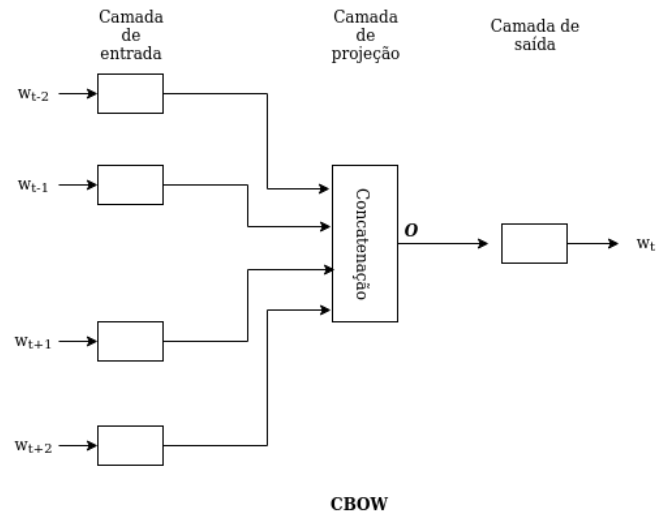 Camada
de
entrada
Camada
de
projeção
Camada de
saída
wt-2
wt-1
Concatenação
O
wt
wt+1
wt+2
CBOW